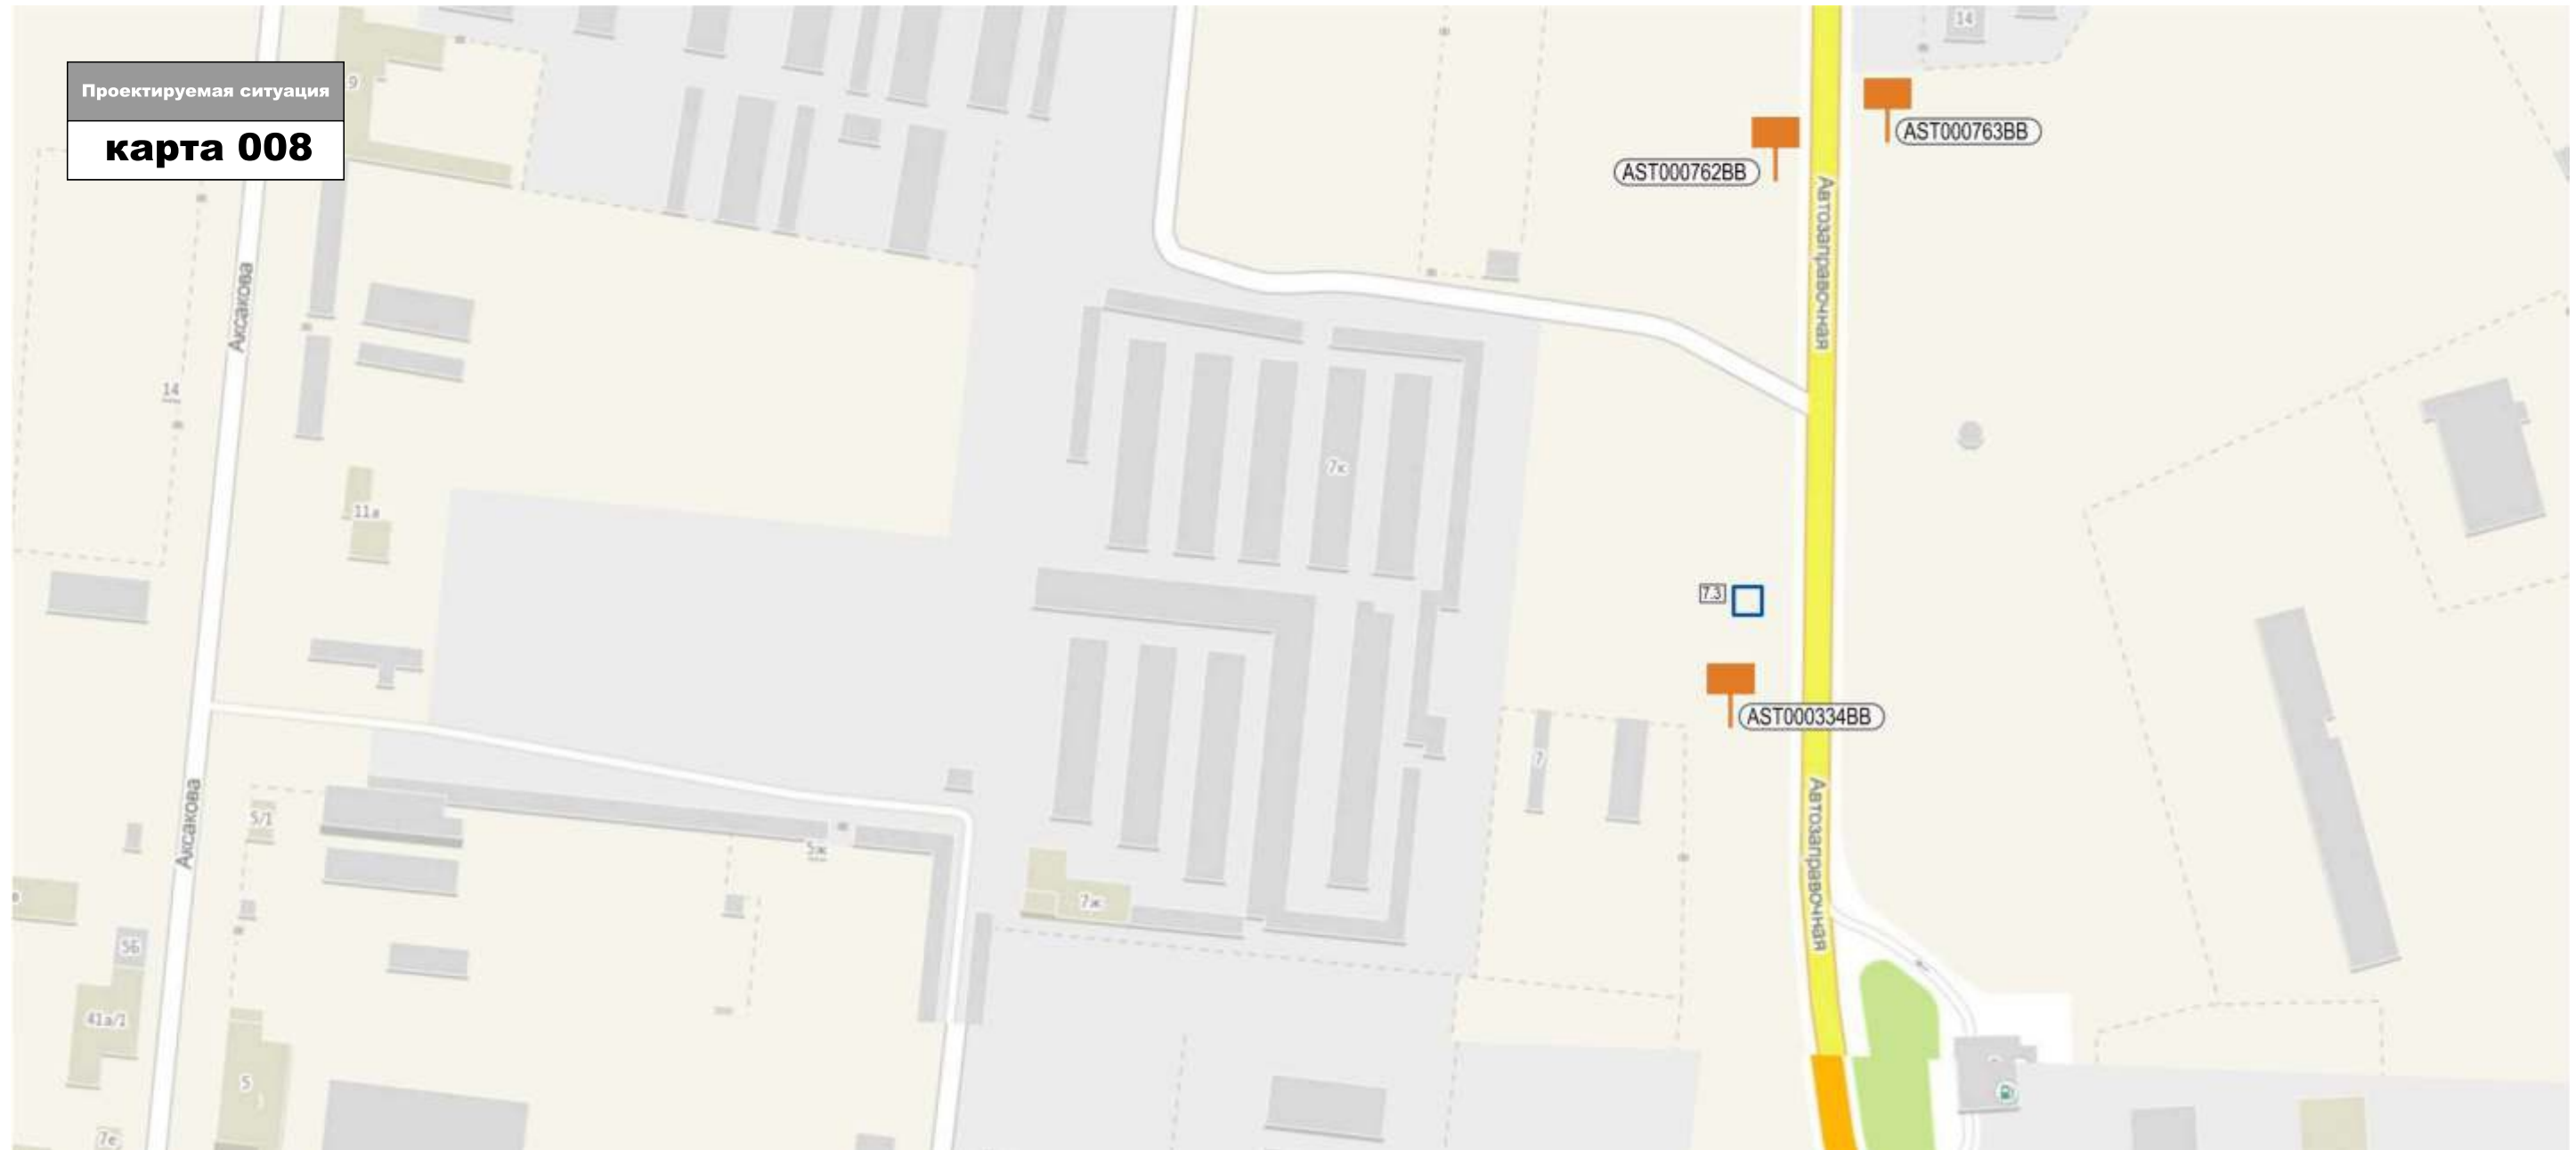 Проектируемая ситуация
карта 008
9
14
AST000763BB
AST000762BB
Автозаправочная
Аксакова
14
7к
11а
7.3
AST000334BB
7
Автозаправочная
Аксакова
5/1
5ж
7ж
5Б
41а/1
5
7е